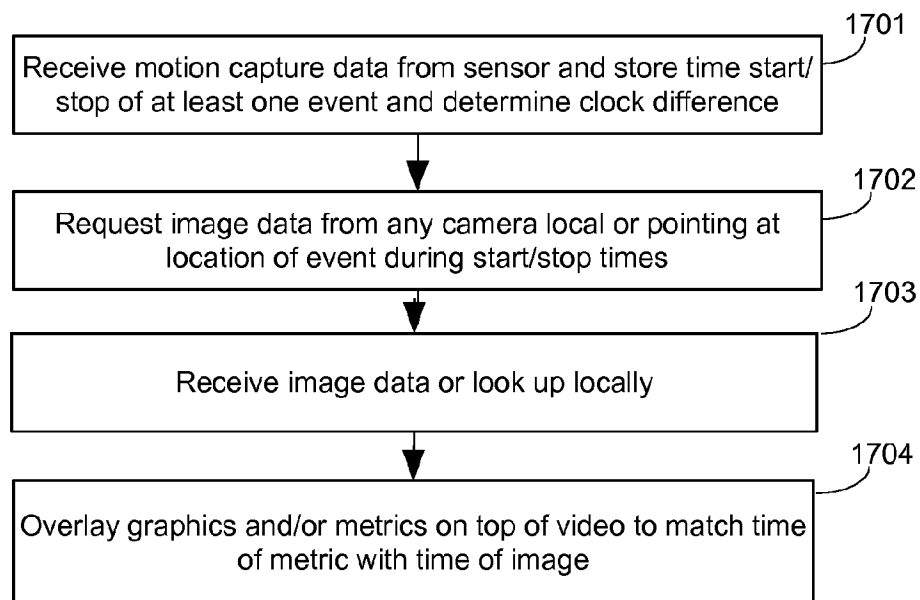 1701
Receive motion capture data from sensor and store time start/
stop of at least one event and determine clock difference
1702
Request image data from any camera local or pointing at
location of event during start/stop times
1703
Receive image data or look up locally
1704
Overlay graphics and/or metrics on top of video to match time
of metric with time of image